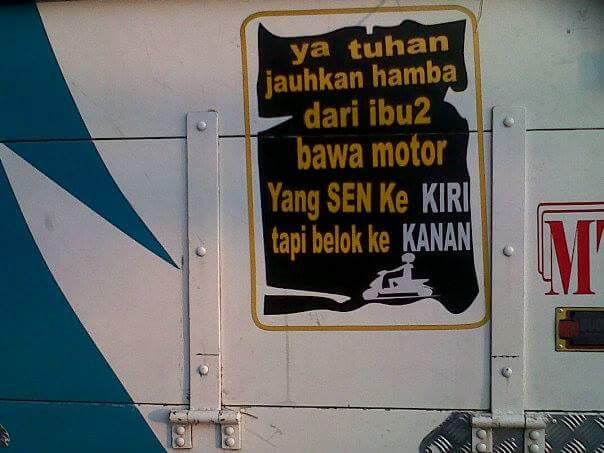 ya tuhan
jauhkan hamba
dari ibu2
bawa motor
Yang SEN Ke KIRI
tapi belok ke KANAN